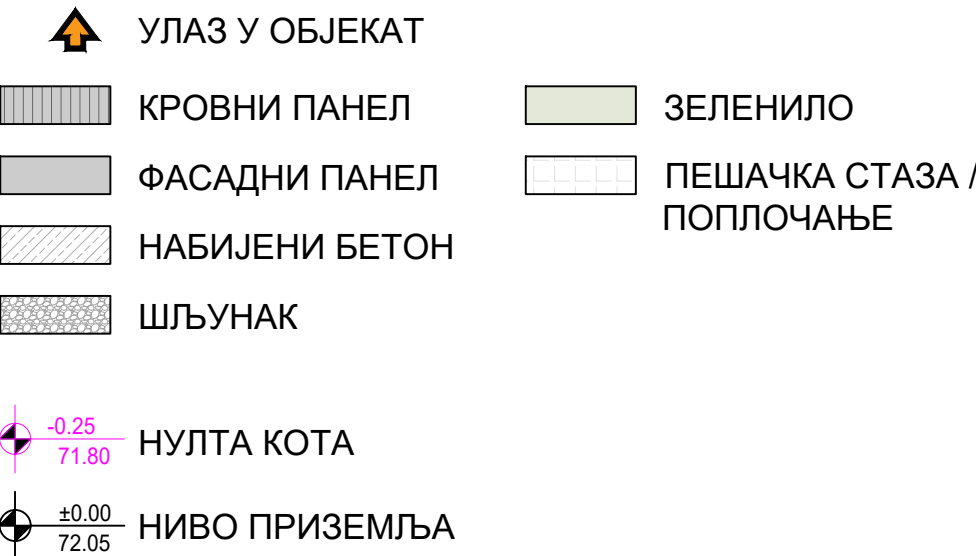 УЛАЗ У ОБЈЕКАТ
КРОВНИ ПАНЕЛ
ФАСАДНИ ПАНЕЛ
НАБИЈЕНИ БЕТОН
ШЉУНАК
ЗЕЛЕНИЛО
ПЕШАЧКА СТАЗА /
ПОПЛОЧАЊЕ
-0.25
71.80
НУЛТА КОТА
±0.00
72.05
НИВО ПРИЗЕМЉА